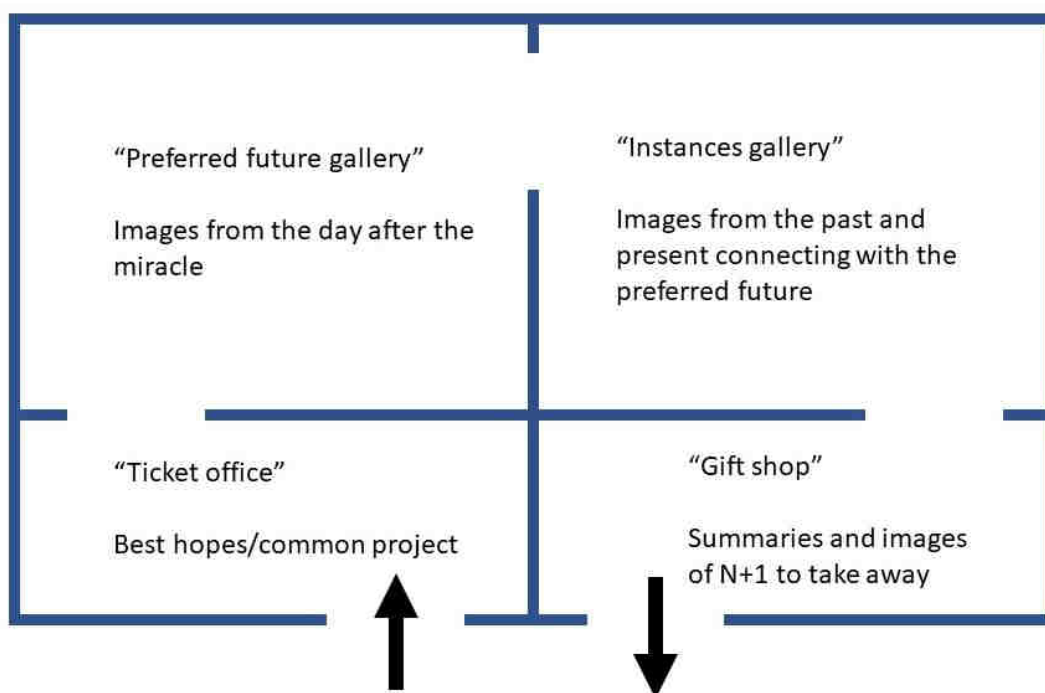 “Preferred future gallery”
Images from the day after the
miracle
“Instances gallery”
Images from the past and
present connecting with the
preferred future
“Ticket office”
Best hopes/common project
“Gift shop”
Summaries and images
of N+1 to take away